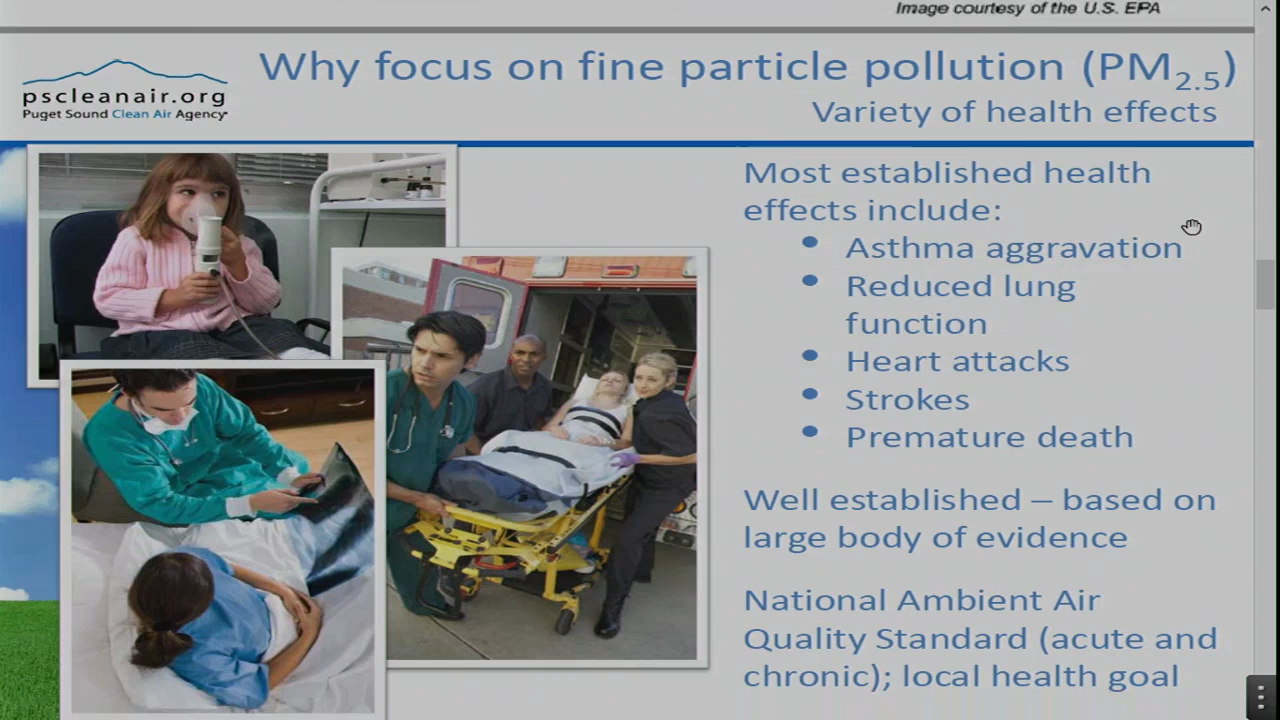 Image courtesy of the U.S. EPA
Why focus on fine particle pollution (PM2.5)
Variety of health effects
pscleanair.org
Puget Sound Clean Air Agency
Most established health
effects include:
• Asthma aggravation
• Reduced lung
function
• Heart attacks
• Strokes
• Premature death
Well established – based on
large body of evidence
National Ambient Air
Quality Standard (acute and
chronic); local health goal